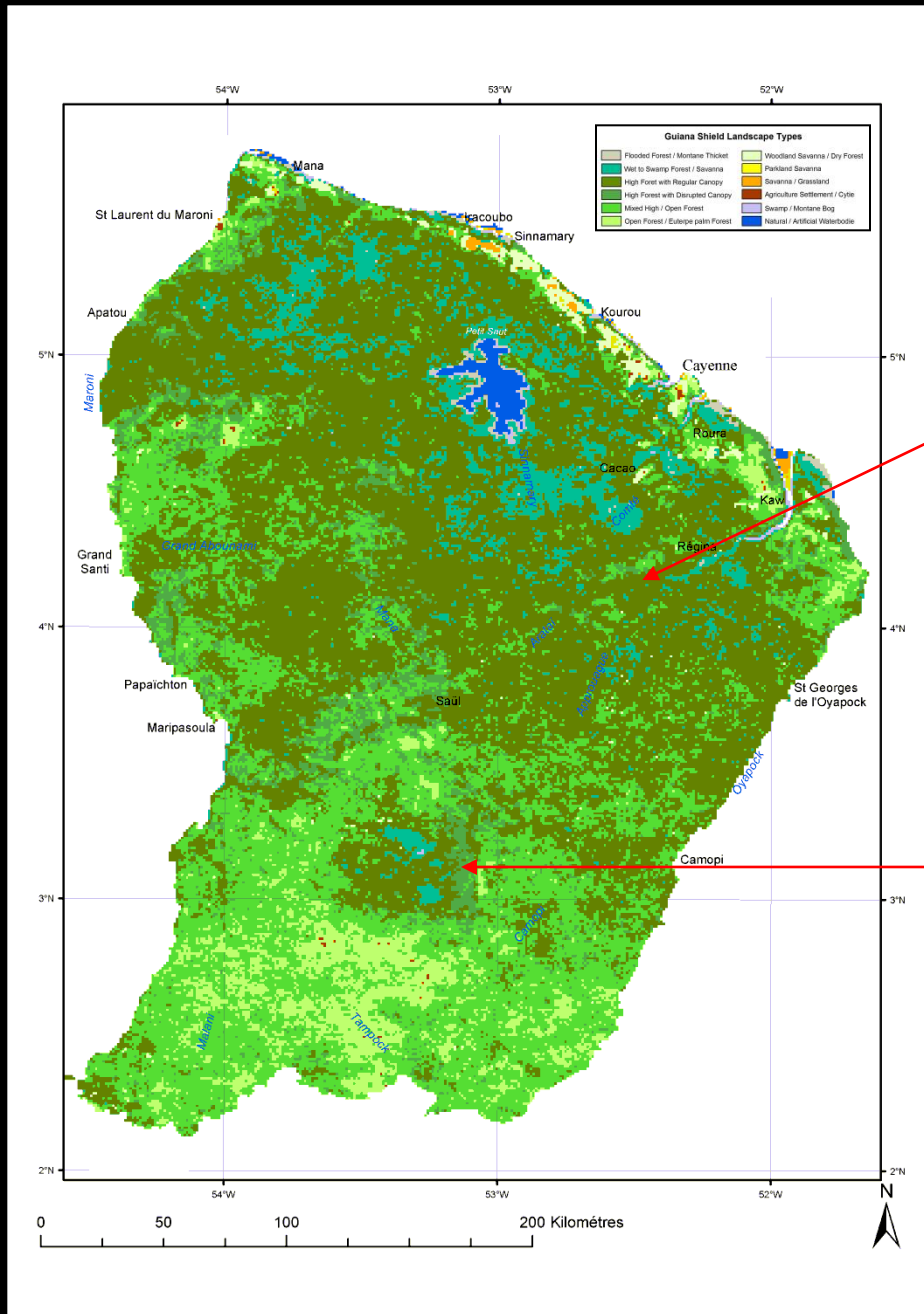 54°W 53°W 52°W
Guiana Shield Landscape Types
Flooded Forest / Montane Thicket
Wet to Swamp Forest / Savanna
High Foret with Regular Canopy
High Forest with Disrupted Canopy
Mixed High / Open Forest
Open Forest / Euterpe palm Forest
Woodland Savanna / Dry Forest
Parkland Savanna
Savanna / Grassland
Agriculture Settlement / Cytie
Swamp / Montane Bog
Natural / Artificial Waterbodie
Mana
St Laurent du Maroni
Iracoubo
Sinnamary
Apatou
Kourou
Petit Saut
5°N 5°N
Cayenne
Maroni
Roura
Cacao
Sinnamary
Kaw
Comté
Régina
Grand Abounami
Grand
Santi
Mana
Arataï
4°N 4°N
Approuague
Papaïchton
Saül
St Georges
de l'Oyapock
Maripasoula
Oyapock
Camopi
3°N 3°N
Camopi
Malani
Tampock
2°N 2°N
54°W 53°W 52°W
N
0 50 100 200 Kilométres